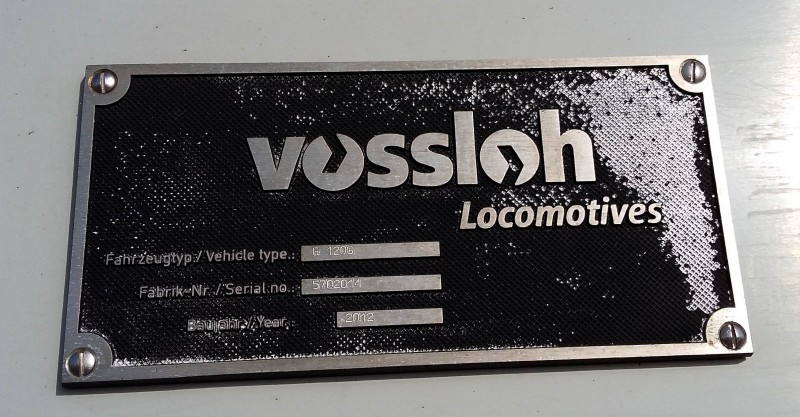 vossloh
Locomotives
Fahrzeugtyp./ Vehicle type.: G 1206
Fabrik-Nr. / Serial no.: 5702014
Baujahr / Year.: 2012